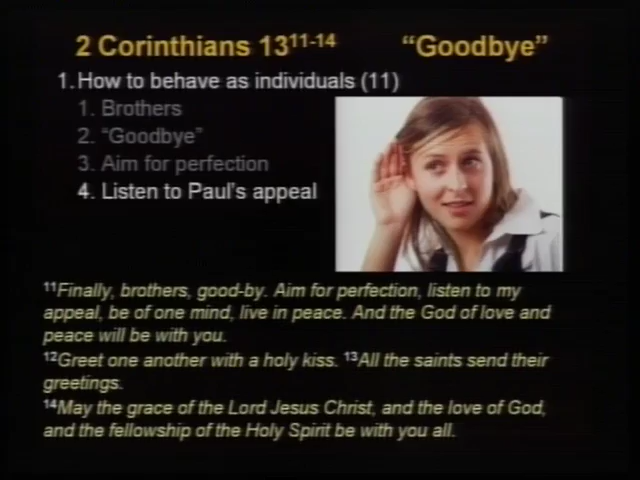 2 Corinthians 13¹¹⁻¹⁴ “Goodbye”
1. How to behave as individuals (11)
1. Brothers
2. “Goodbye”
3. Aim for perfection
4. Listen to Paul’s appeal
¹¹Finally, brothers, good-by. Aim for perfection, listen to my
appeal, be of one mind, live in peace. And the God of love and
peace will be with you.
¹²Greet one another with a holy kiss. ¹³All the saints send their
greetings.
¹⁴May the grace of the Lord Jesus Christ, and the love of God,
and the fellowship of the Holy Spirit be with you all.